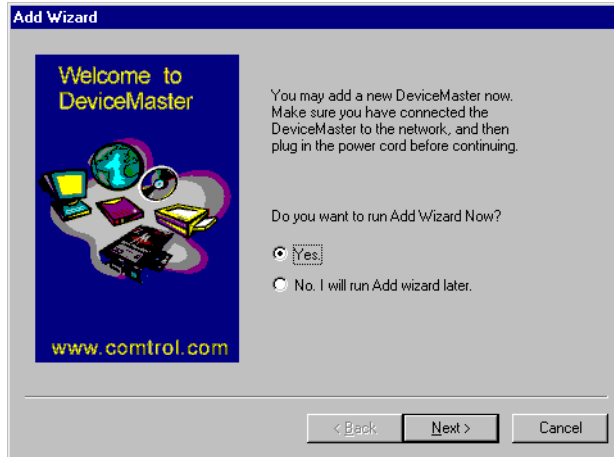 Add Wizard
Welcome to
DeviceMaster
You may add a new DeviceMaster now.
Make sure you have connected the
DeviceMaster to the network, and then
plug in the power cord before continuing.
Do you want to run Add Wizard Now?
Yes.
No. I will run Add wizard later.
www.comtrol.com
< Back
Next >
Cancel